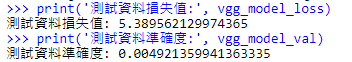 >>> print('測試資料損失值:', vgg_model_loss)
測試資料損失值: 5.389562129974365
>>> print('測試資料準確度:', vgg_model_val)
測試資料準確度: 0.004921359941363335